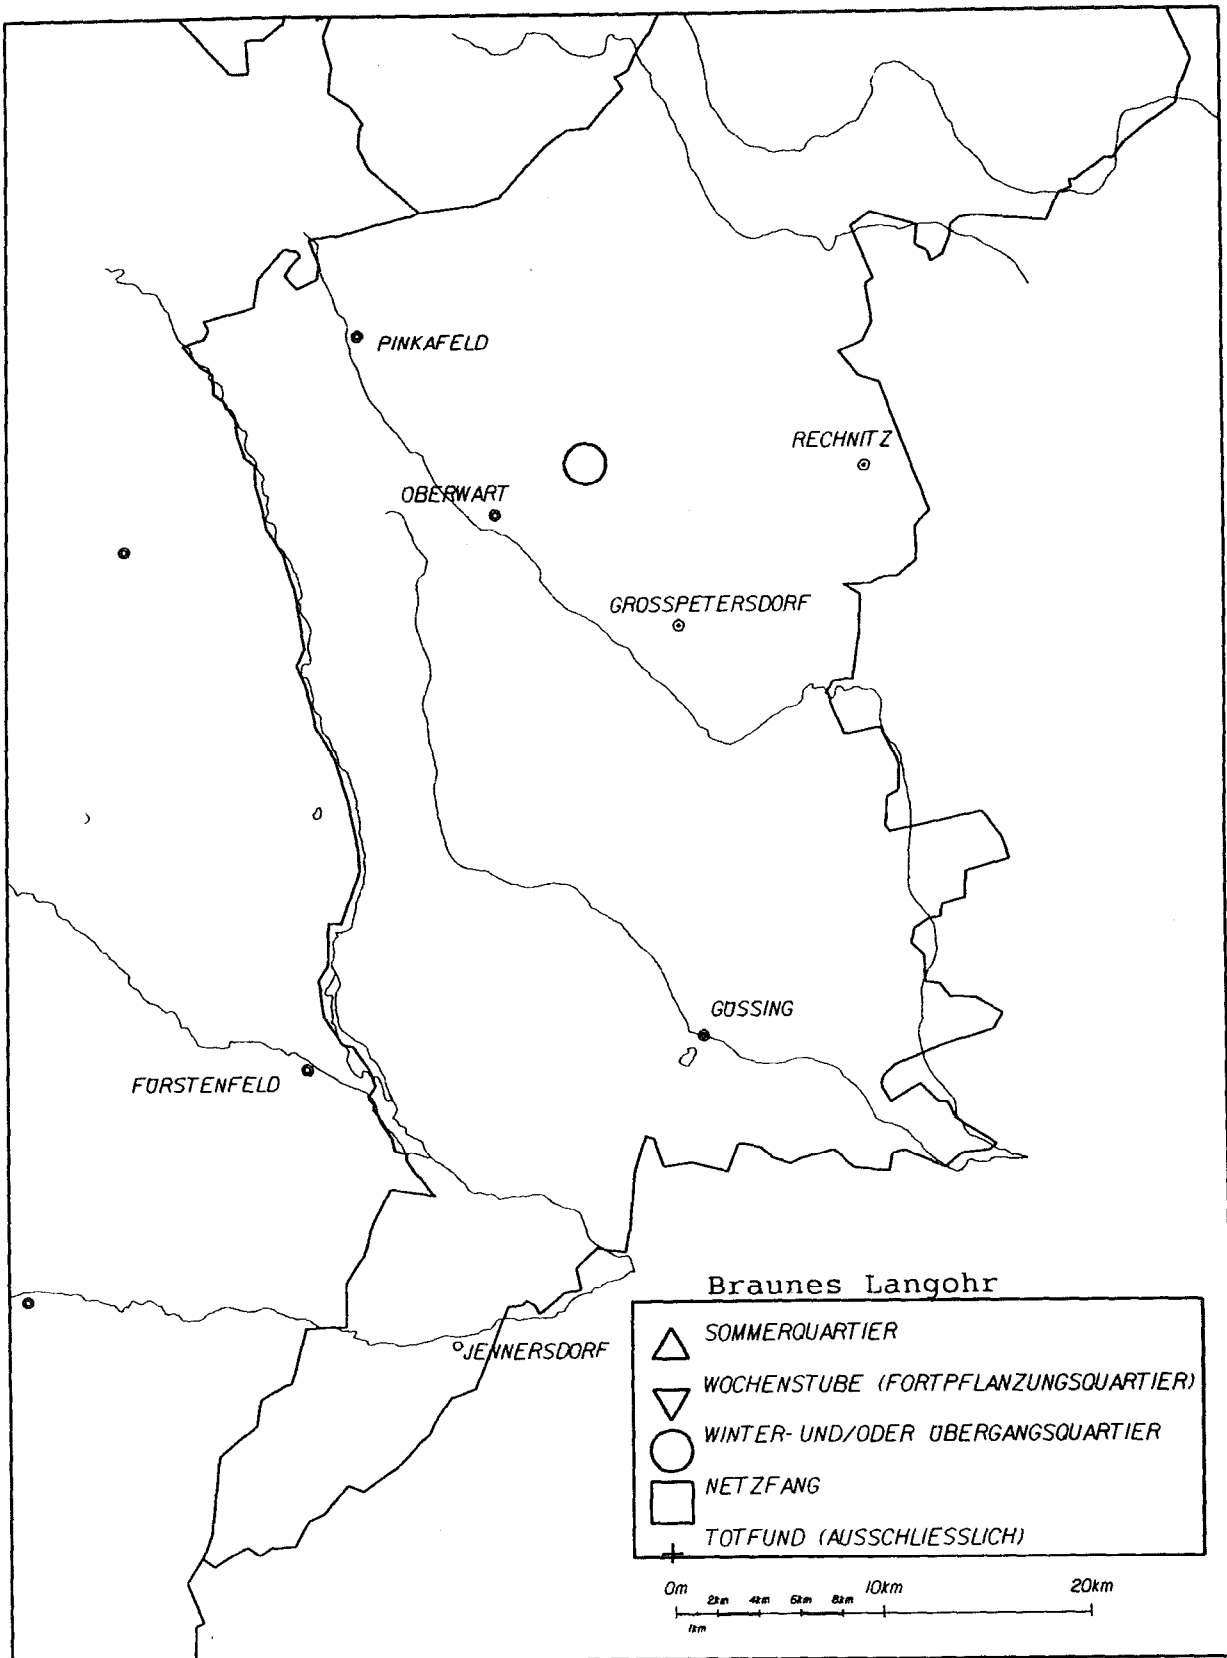 PINKAFELD
RECHNITZ
OBERWART
GROSSPETERSDORF
GÜSSING
FÜRSTENFELD
JENNERSDORF
Braunes Langohr
SOMMERQUARTIER
WOCHENSTUBE (FORTPFLANZUNGSQUARTIER)
WINTER- UND/ODER ÜBERGANGSQUARTIER
NETZFANG
TOTFUND (AUSSCHLIESSLICH)
0m 2km 4km 6km 8km 10km 20km
1km